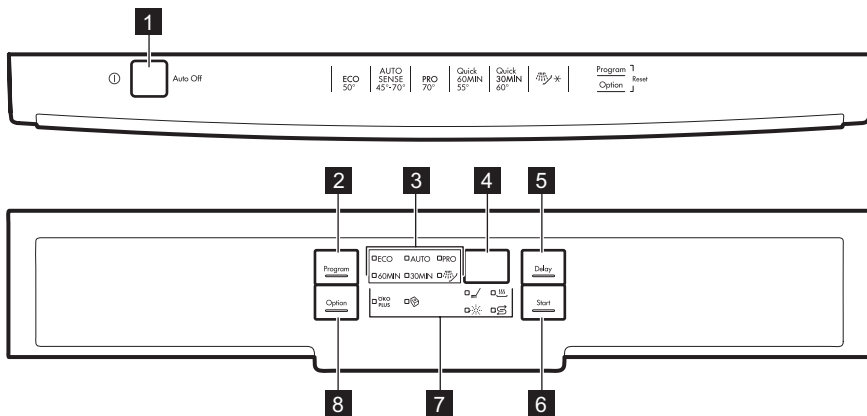 1
Auto Off
ECO
50°
AUTO
SENSE
45°-70°
PRO
70°
Quick
60MIN
55°
Quick
30MIN
60°
Program
Option
Reset
2
3
4
5
Program
ECO
AUTO
PRO
60MIN
30MIN
Delay
Option
ÖKO
PLUS
Start
8
7
6